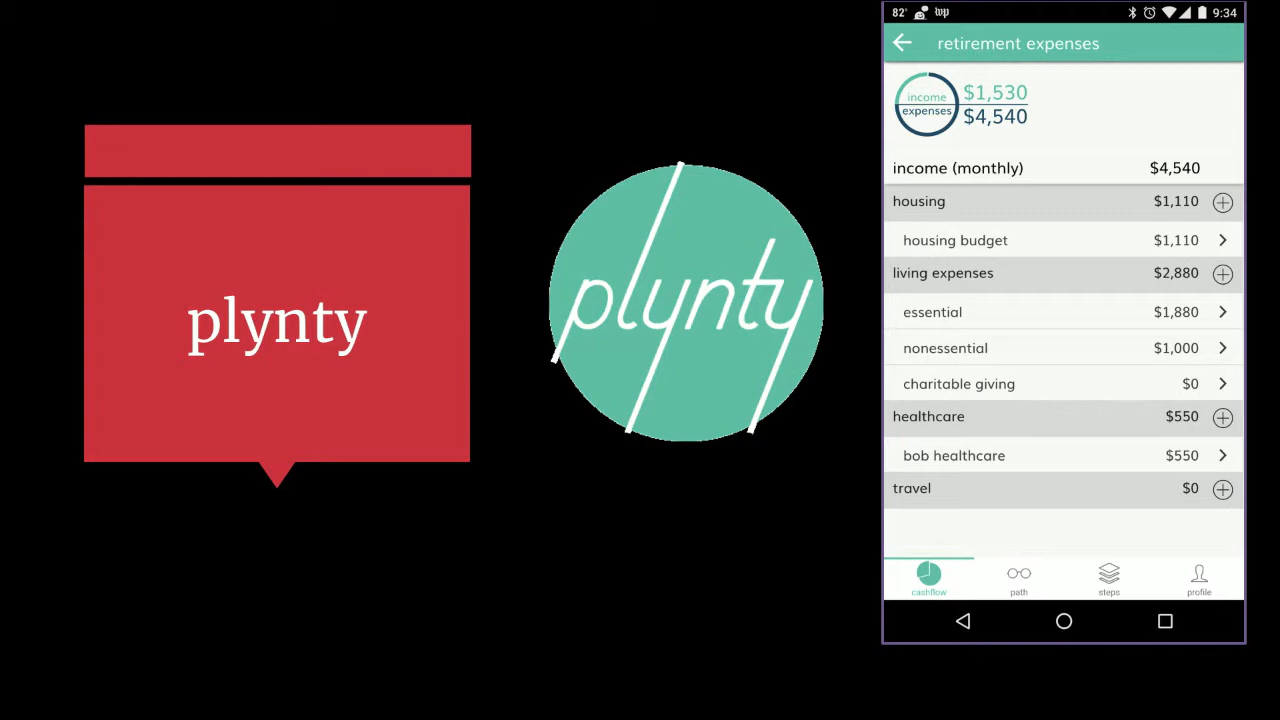 plynty
plynty
82° wp 9:34
retirement expenses
income $1,530
expenses $4,540
income (monthly) $4,540
housing $1,110
housing budget $1,110
living expenses $2,880
essential $1,880
nonessential $1,000
charitable giving $0
healthcare $550
bob healthcare $550
travel $0
cashflow path steps profile